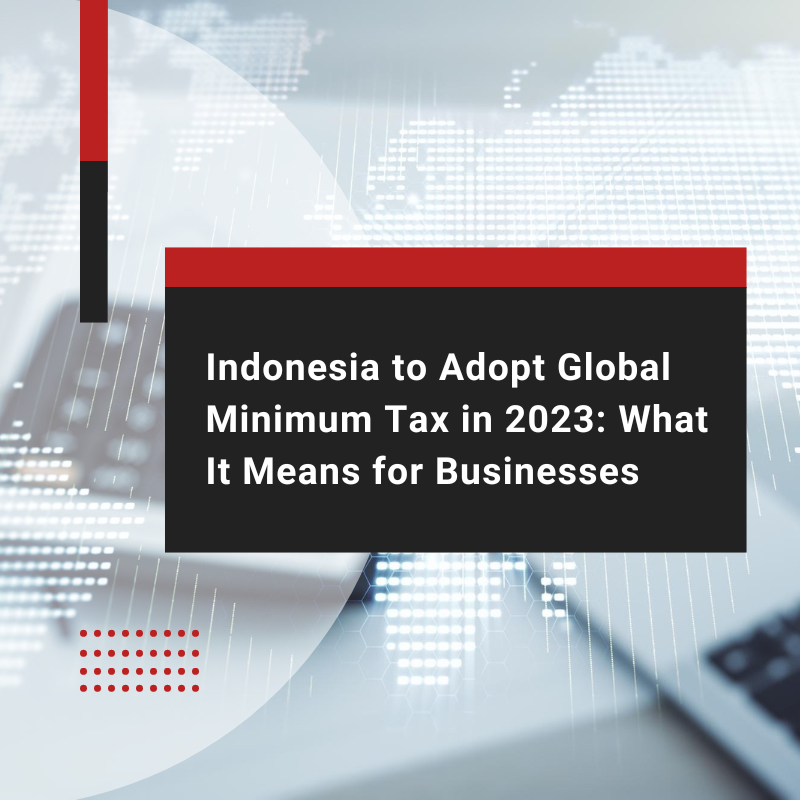 Indonesia to Adopt Global
Minimum Tax in 2023: What
It Means for Businesses